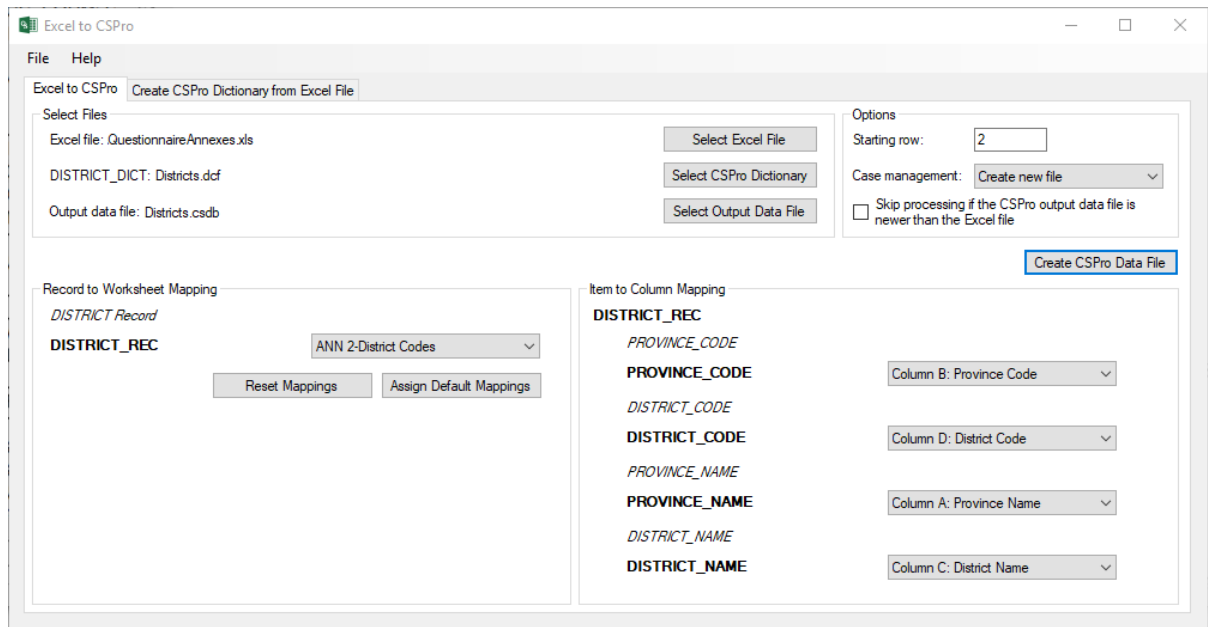 Excel to CSPro
File Help
Excel to CSPro Create CSPro Dictionary from Excel File
Select Files
Excel file: QuestionnaireAnnexes.xls Select Excel File
DISTRICT_DICT: Districts.dcf Select CSPro Dictionary
Output data file: Districts.csdb Select Output Data File
Options
Starting row: 2
Case management: Create new file
Skip processing if the CSPro output data file is
newer than the Excel file
Create CSPro Data File
Record to Worksheet Mapping
DISTRICT Record
DISTRICT_REC ANN 2-District Codes
Reset Mappings Assign Default Mappings
Item to Column Mapping
DISTRICT_REC
PROVINCE_CODE
PROVINCE_CODE Column B: Province Code
DISTRICT_CODE
DISTRICT_CODE Column D: District Code
PROVINCE_NAME
PROVINCE_NAME Column A: Province Name
DISTRICT_NAME
DISTRICT_NAME Column C: District Name